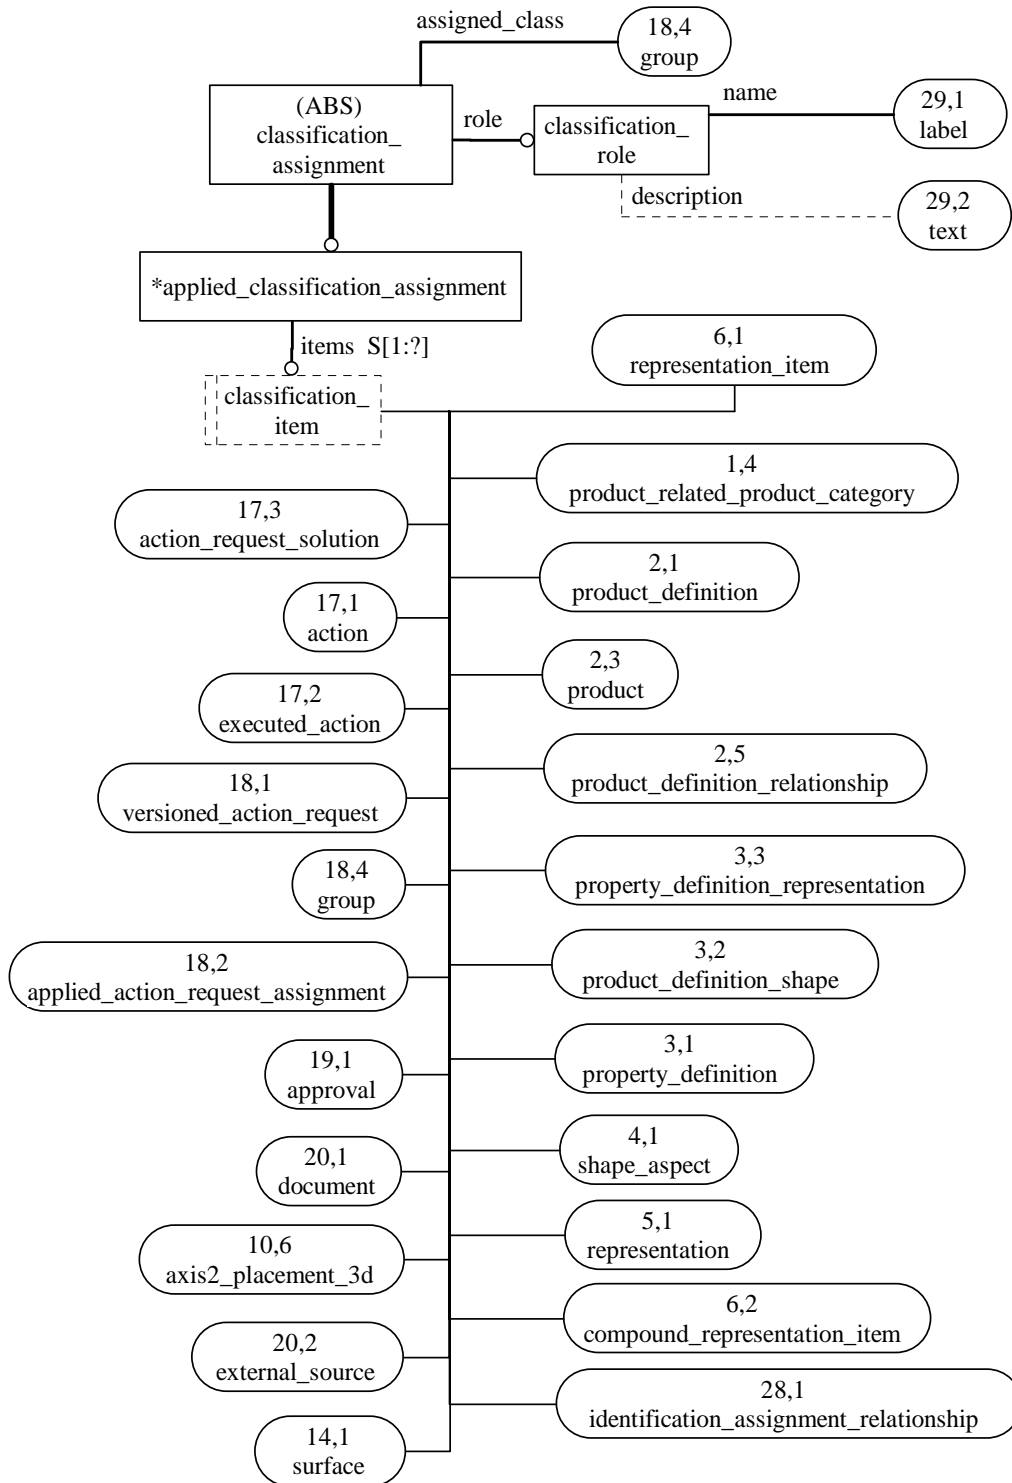 assigned_class
18,4
group
(ABS)
classification_
assignment
role
classification_
role
name
29,1
label
description
29,2
text
*applied_classification_assignment
items S[1:?]
classification_
item
6,1
representation_item
1,4
product_related_product_category
17,3
action_request_solution
2,1
product_definition
17,1
action
2,3
product
17,2
executed_action
2,5
product_definition_relationship
18,1
versioned_action_request
3,3
property_definition_representation
18,4
group
3,2
product_definition_shape
18,2
applied_action_request_assignment
3,1
property_definition
19,1
approval
4,1
shape_aspect
20,1
document
5,1
representation
10,6
axis2_placement_3d
6,2
compound_representation_item
20,2
external_source
28,1
identification_assignment_relationship
14,1
surface